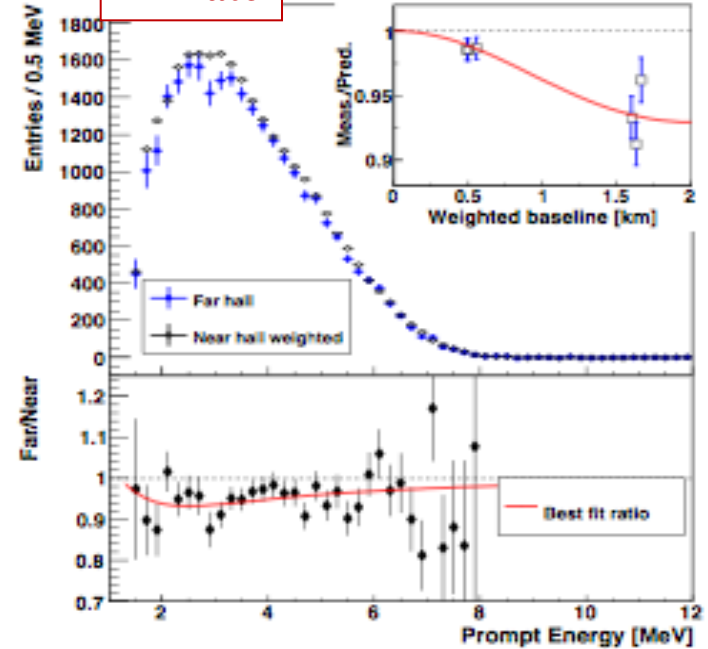 Entries / 0.5 MeV
1800
1600
1400
1200
1000
800
600
400
200
0
Far hall
Near hall weighted
Meas./Pred.
1
0.95
0.9
0 0.5 1 1.5 2
Weighted baseline [km]
Far/Near
1.2
1.1
1
0.9
0.8
0.7
Best fit ratio
2 4 6 8 10 12
Prompt Energy [MeV]